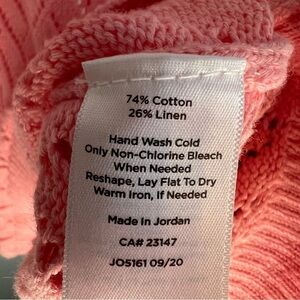 74% Cotton
26% Linen
Hand Wash Cold
Only Non-Chlorine Bleach
When Needed
Reshape, Lay Flat To Dry
Warm Iron, If Needed
Made In Jordan
CA# 23147
JO5161 09/20